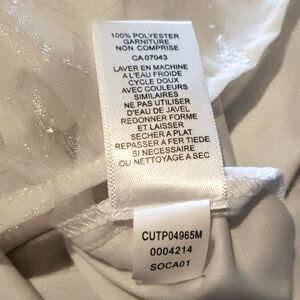 100% POLYESTER
GARNITURE
NON COMPRISE
CA 07043
LAVER EN MACHINE
A L'EAU FROIDE
CYCLE DOUX
AVEC COULEURS
SIMILAIRES
NE PAS UTILISER
D'EAU DE JAVEL
REDONNER FORME
ET LAISSER
SECHER A PLAT
REPASSER A FER TIEDE
SI NECESSAIRE
OU NETTOYAGE A SEC
CUTP04965M
0004214
SOCA01